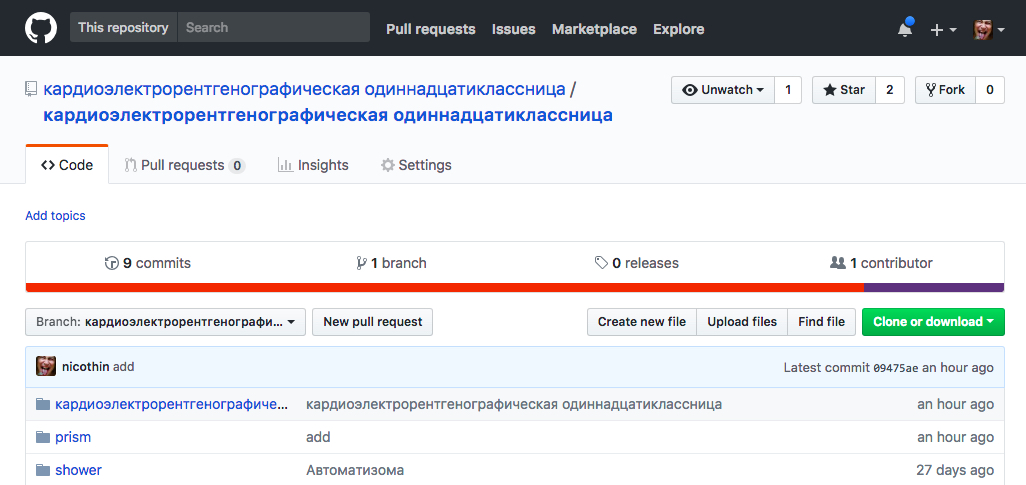 This repository Search Pull requests Issues Marketplace Explore
кардиоэлектрорентгенографическая одиннадцатиклассница /
кардиоэлектрорентгенографическая одиннадцатиклассница
Unwatch 1 Star 2 Fork 0
Code Pull requests 0 Insights Settings
Add topics
9 commits 1 branch 0 releases 1 contributor
Branch: кардиоэлектрорентгенографи... New pull request Create new file Upload files Find file Clone or download
nicothin add Latest commit 09475ae an hour ago
кардиоэлектрорентгенографиче... кардиоэлектрорентгенографическая одиннадцатиклассница an hour ago
prism add an hour ago
shower Автоматизома 27 days ago